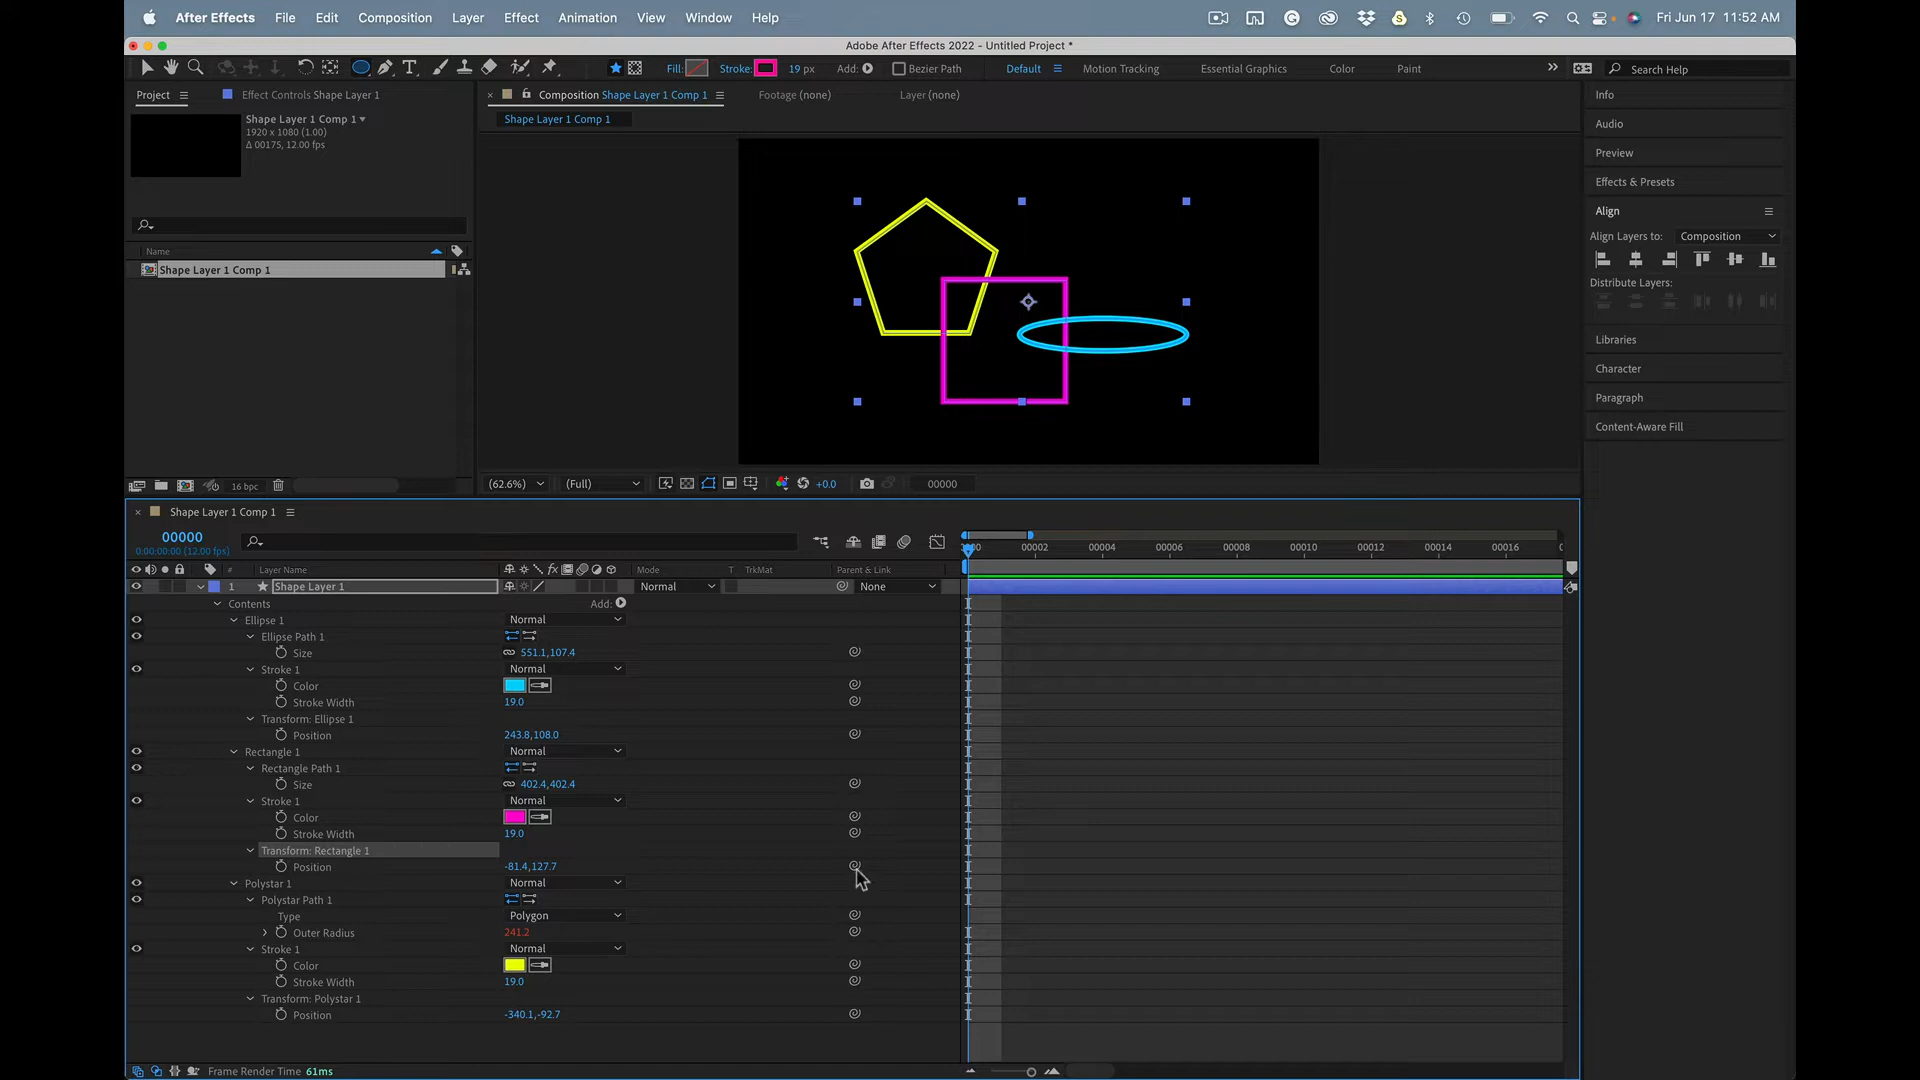 After Effects File Edit Composition Layer Effect Animation View Window Help Fri Jun 17 11:52 AM
Adobe After Effects 2022 - Untitled Project *
Fill: Stroke: 19 px Add: Bezier Path Default Motion Tracking Essential Graphics Color Paint Search Help
Project Effect Controls Shape Layer 1 Composition Shape Layer 1 Comp 1 Footage (none) Layer (none) Info
Shape Layer 1 Comp 1
1920 x 1080 (1.00)
Δ 00175, 12.00 fps
Shape Layer 1 Comp 1
Audio
Preview
Effects & Presets
Align
Align Layers to: Composition
Distribute Layers:
Libraries
Character
Paragraph
Content-Aware Fill
Name
Shape Layer 1 Comp 1
16 bpc
(62.6%) (Full) +0.0 00000
Shape Layer 1 Comp 1
00000
0:00:00:00 (12.00 fps)
00002 00004 00006 00008 00010 00012 00014 00016
# Layer Name Mode T TrkMat Parent & Link
1 Shape Layer 1 Normal None
Contents Add:
Ellipse 1 Normal
Ellipse Path 1
Size 551.1,107.4
Stroke 1 Normal
Color
Stroke Width 19.0
Transform: Ellipse 1
Position 243.8,108.0
Rectangle 1 Normal
Rectangle Path 1
Size 402.4,402.4
Stroke 1 Normal
Color
Stroke Width 19.0
Transform: Rectangle 1
Position -81.4,127.7
Polystar 1 Normal
Polystar Path 1
Type Polygon
Outer Radius 241.2
Stroke 1 Normal
Color
Stroke Width 19.0
Transform: Polystar 1
Position -340.1,-92.7
Frame Render Time 61ms